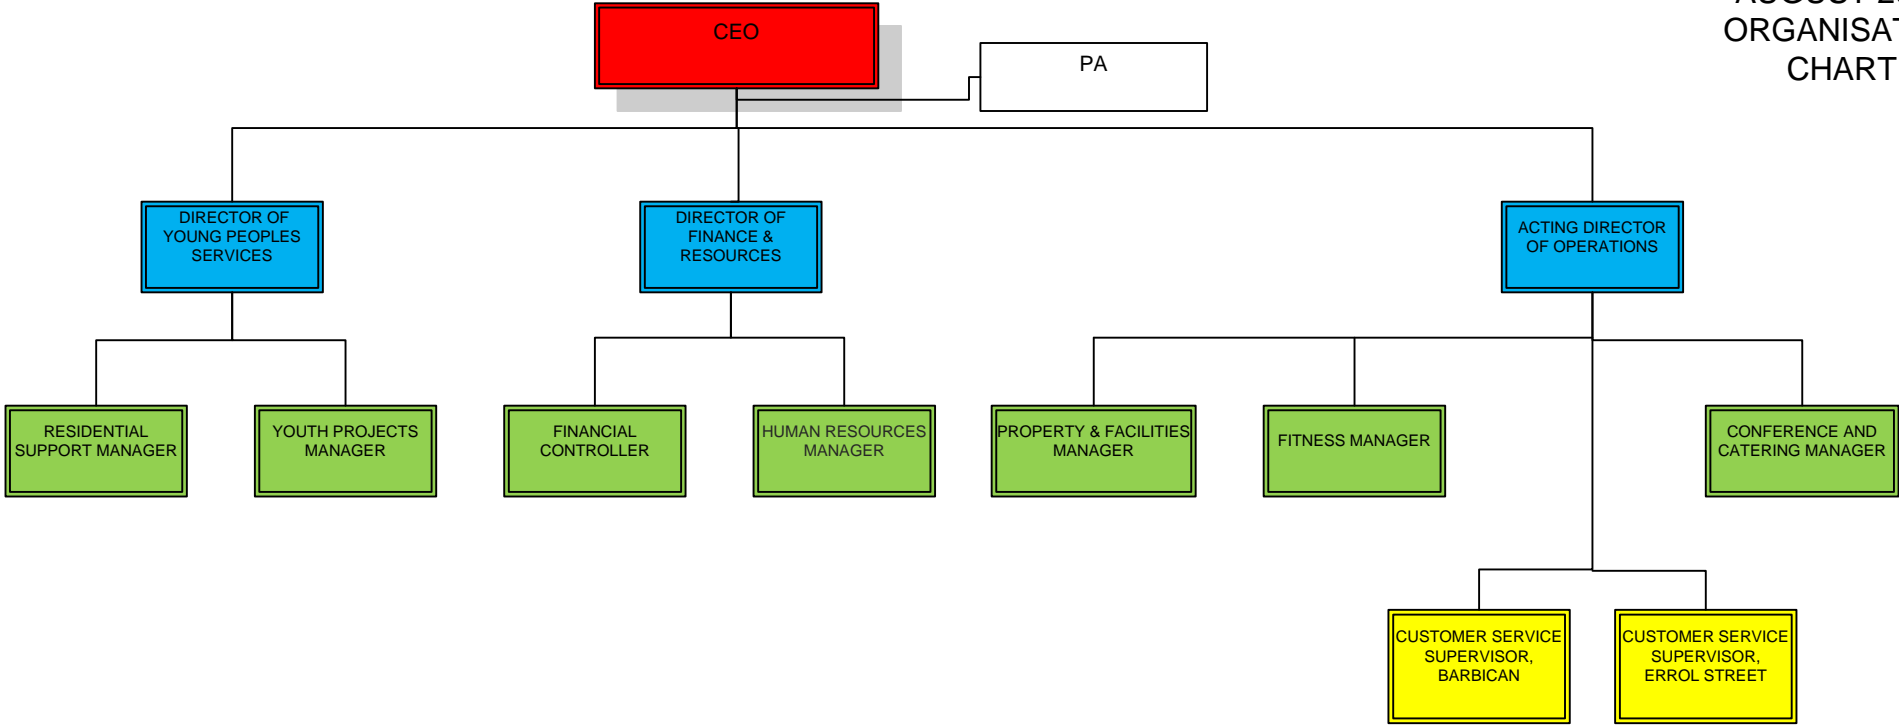 CEO
PA
CHART
DIRECTOR OF
YOUNG PEOPLES
SERVICES
DIRECTOR OF
FINANCE &
RESOURCES
ACTING DIRECTOR
OF OPERATIONS
RESIDENTIAL
SUPPORT MANAGER
YOUTH PROJECTS
MANAGER
FINANCIAL
CONTROLLER
HUMAN RESOURCES
MANAGER
PROPERTY & FACILITIES
MANAGER
FITNESS MANAGER
CONFERENCE AND
CATERING MANAGER
CUSTOMER SERVICE
SUPERVISOR,
BARBICAN
CUSTOMER SERVICE
SUPERVISOR,
ERROL STREET